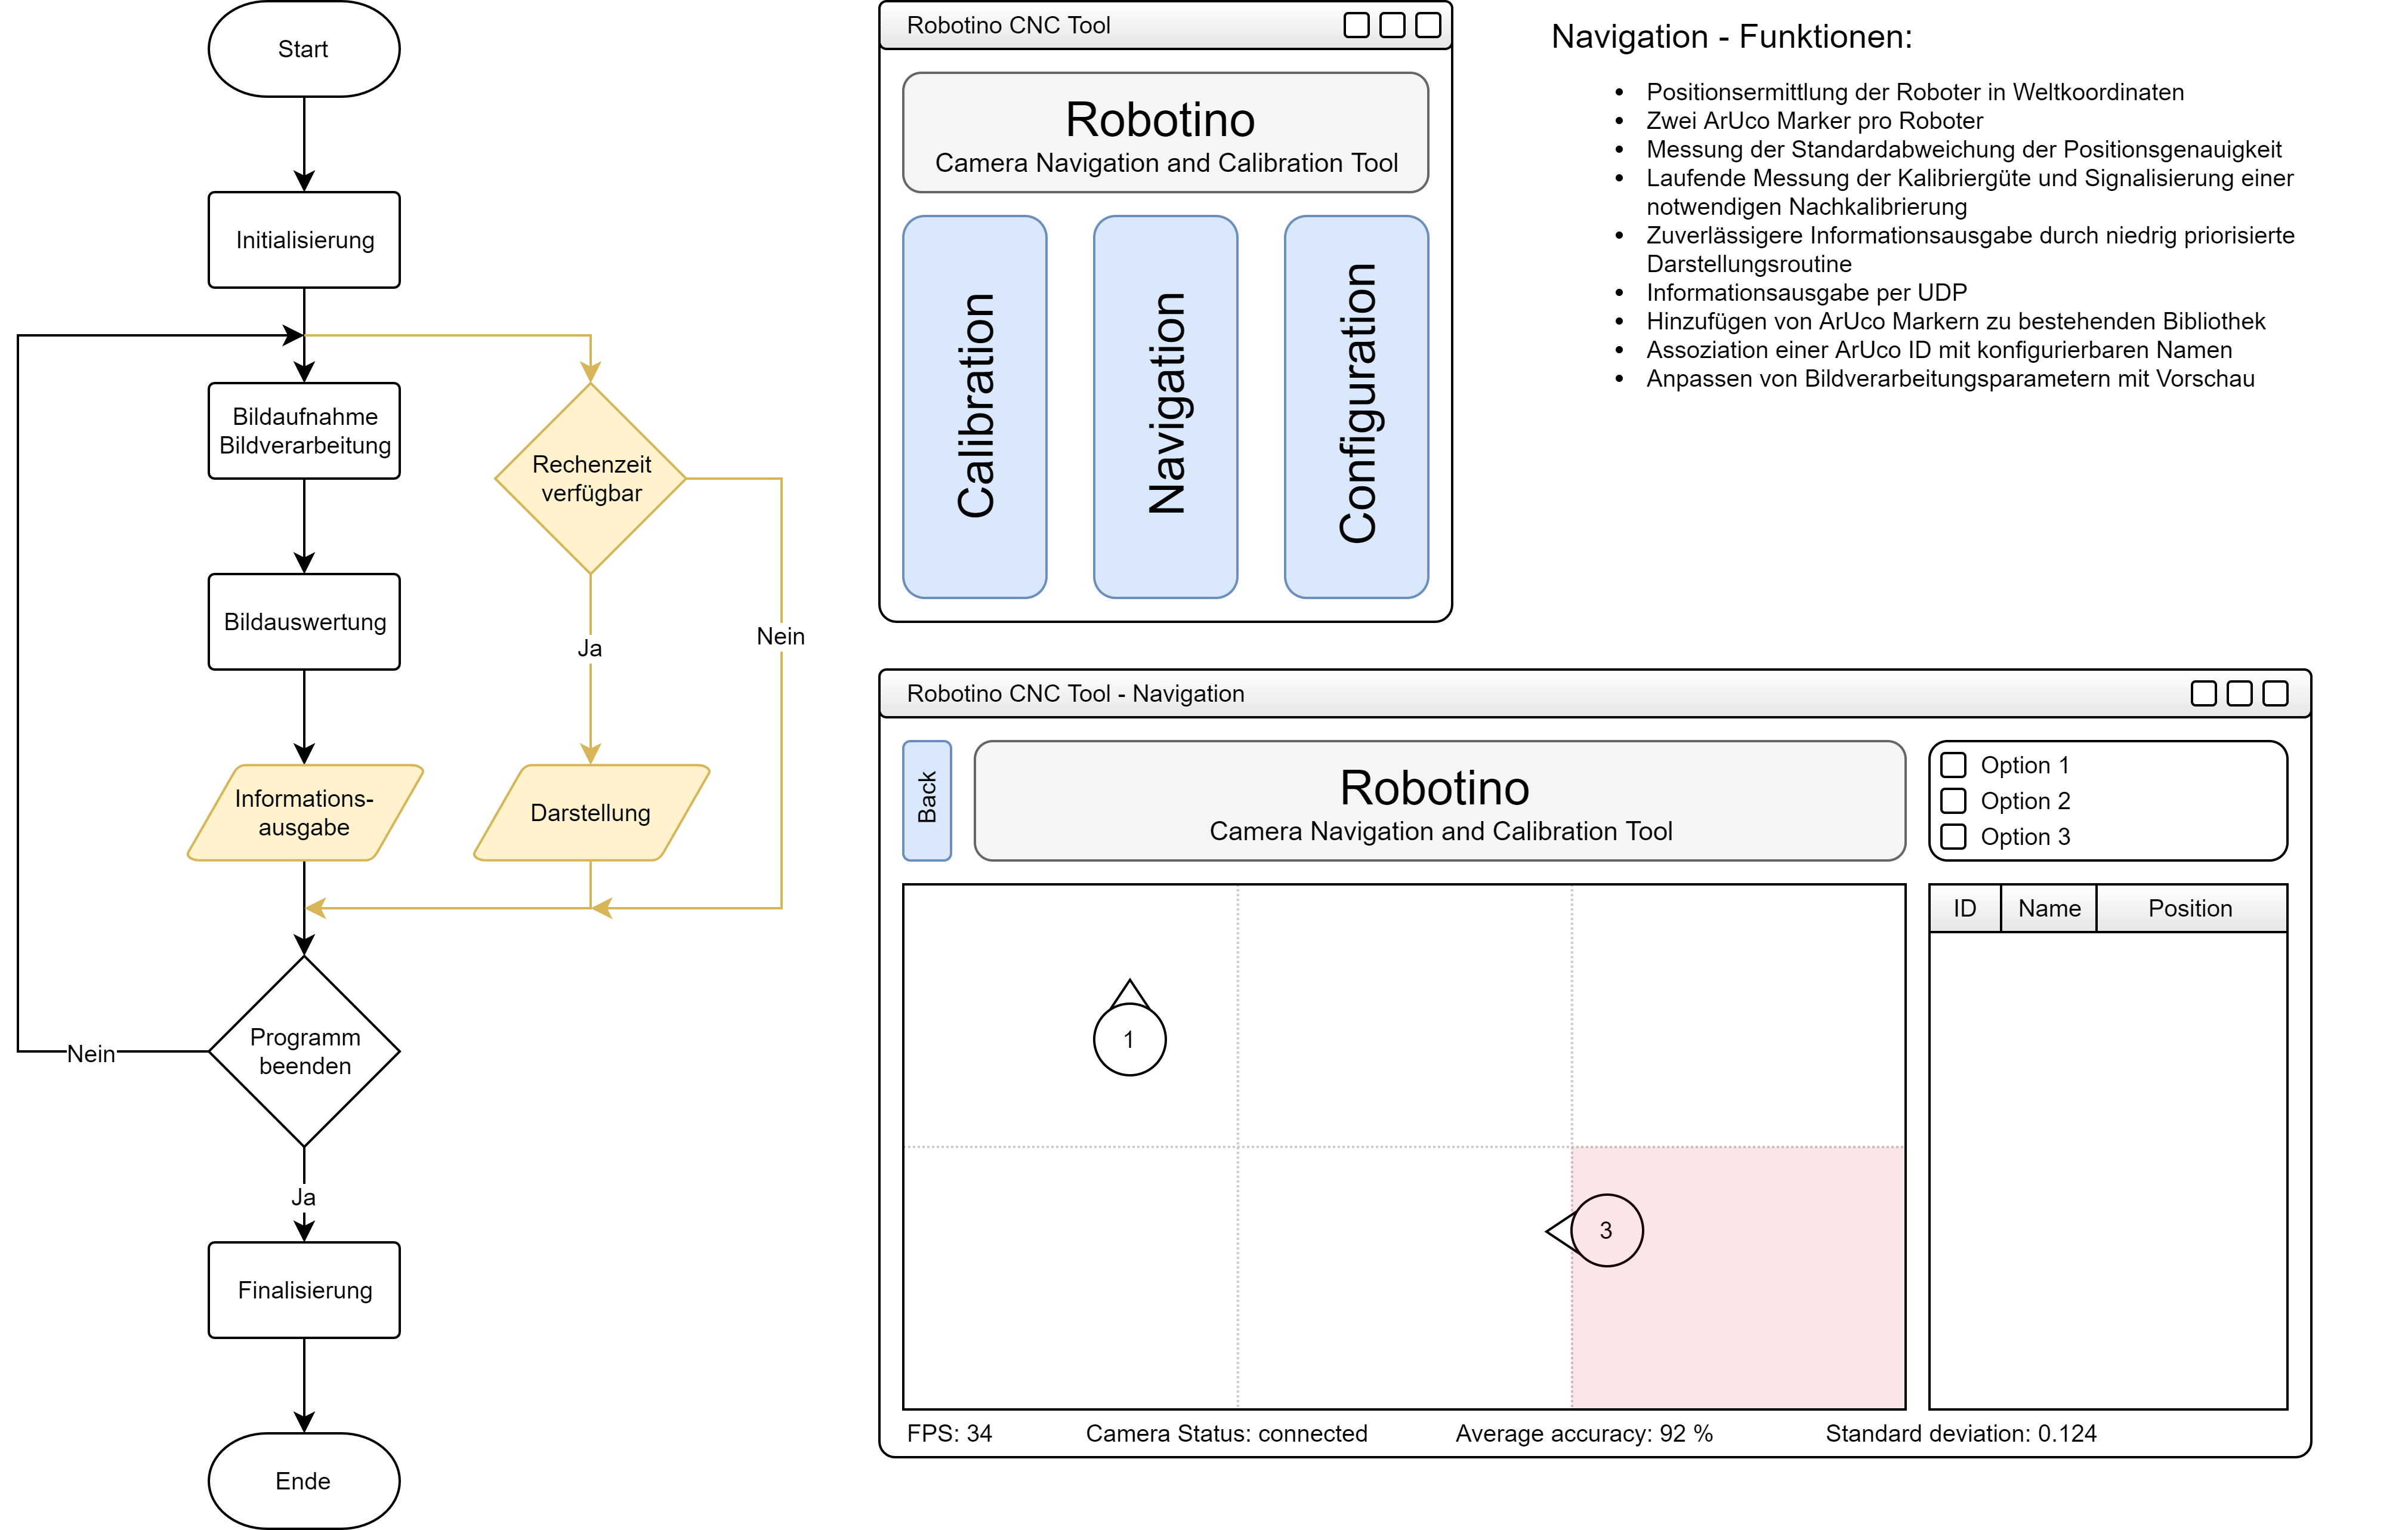 Start
Initialisierung
Bildaufnahme
Bildverarbeitung
Rechenzeit
verfügbar
Bildauswertung
Ja
Nein
Informations-
ausgabe
Darstellung
Programm
beenden
Nein
Ja
Finalisierung
Ende
Robotino CNC Tool
Robotino
Camera Navigation and Calibration Tool
Calibration
Navigation
Configuration
Navigation - Funktionen:
• Positionsermittlung der Roboter in Weltkoordinaten
• Zwei ArUco Marker pro Roboter
• Messung der Standardabweichung der Positionsgenauigkeit
• Laufende Messung der Kalibriergüte und Signalisierung einer
notwendigen Nachkalibrierung
• Zuverlässigere Informationsausgabe durch niedrig priorisierte
Darstellungsroutine
• Informationsausgabe per UDP
• Hinzufügen von ArUco Markern zu bestehenden Bibliothek
• Assoziation einer ArUco ID mit konfigurierbaren Namen
• Anpassen von Bildverarbeitungsparametern mit Vorschau
Robotino CNC Tool - Navigation
Back
Robotino
Camera Navigation and Calibration Tool
Option 1
Option 2
Option 3
ID Name Position
1
3
FPS: 34 Camera Status: connected Average accuracy: 92 % Standard deviation: 0.124